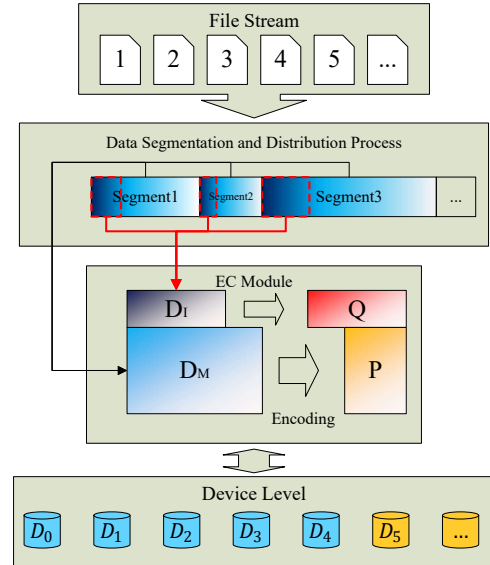 File Stream
1 2 3 4 5 ...
Data Segmentation and Distribution Process
Segment1 Segment2 Segment3 ...
EC Module
DI Q
DM P
Encoding
Device Level
D0 D1 D2 D3 D4 D5 ...